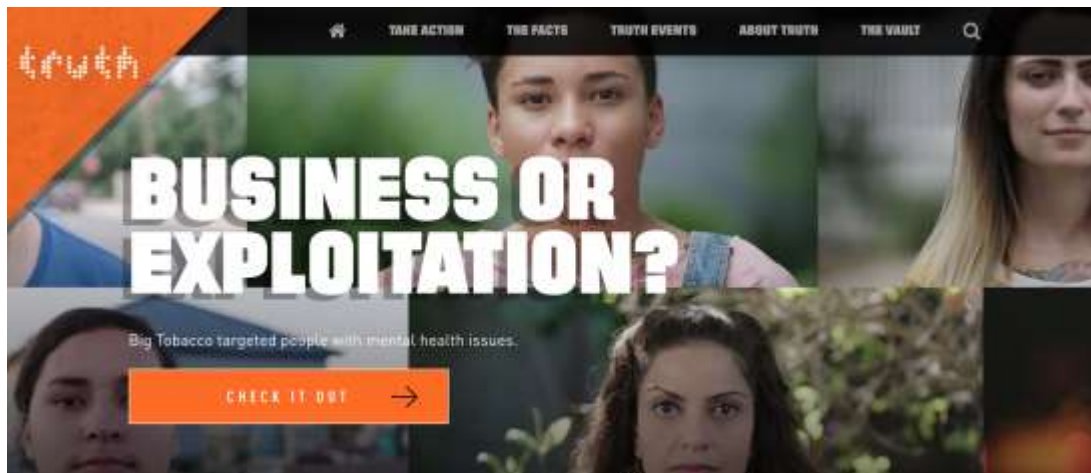 truth
TAKE ACTION THE FACTS TRUTH EVENTS ABOUT TRUTH THE VAULT
BUSINESS OR
EXPLOITATION?
Big Tobacco targeted people with mental health issues.
CHECK IT OUT